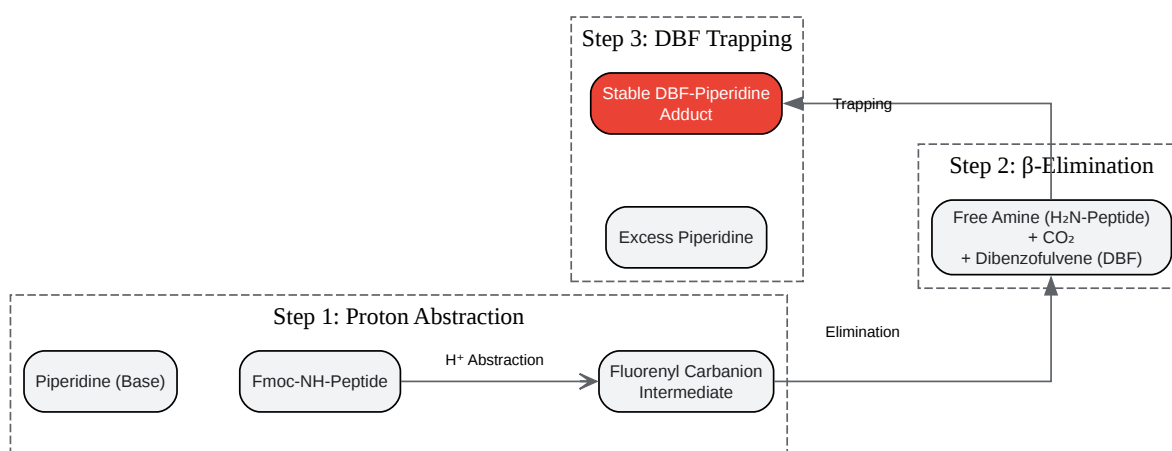 Step 3: DBF Trapping
Stable DBF-Piperidine
Adduct
Trapping
Step 2: β-Elimination
Excess Piperidine
Free Amine (H₂N-Peptide)
+ CO₂
+ Dibenzofulvene (DBF)
Step 1: Proton Abstraction
Elimination
Piperidine (Base)
Fmoc-NH-Peptide
H⁺ Abstraction
Fluorenyl Carbanion
Intermediate